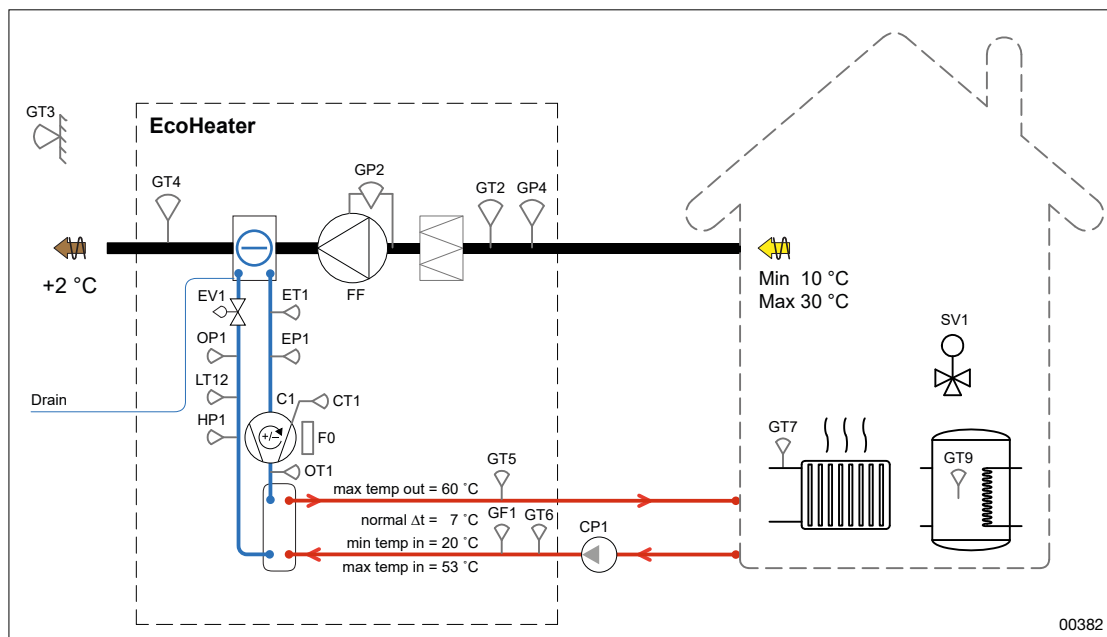 GT3
EcoHeater
GT4
GP2
GT2
GP4
+2 °C
FF
Min 10 °C
Max 30 °C
EV1
ET1
OP1
EP1
SV1
LT12
Drain
C1
CT1
HP1
+/–
F0
OT1
GT7
GT9
GT5
max temp out = 60 °C
normal Δt = 7 °C
GF1
GT6
CP1
min temp in = 20 °C
max temp in = 53 °C
00382